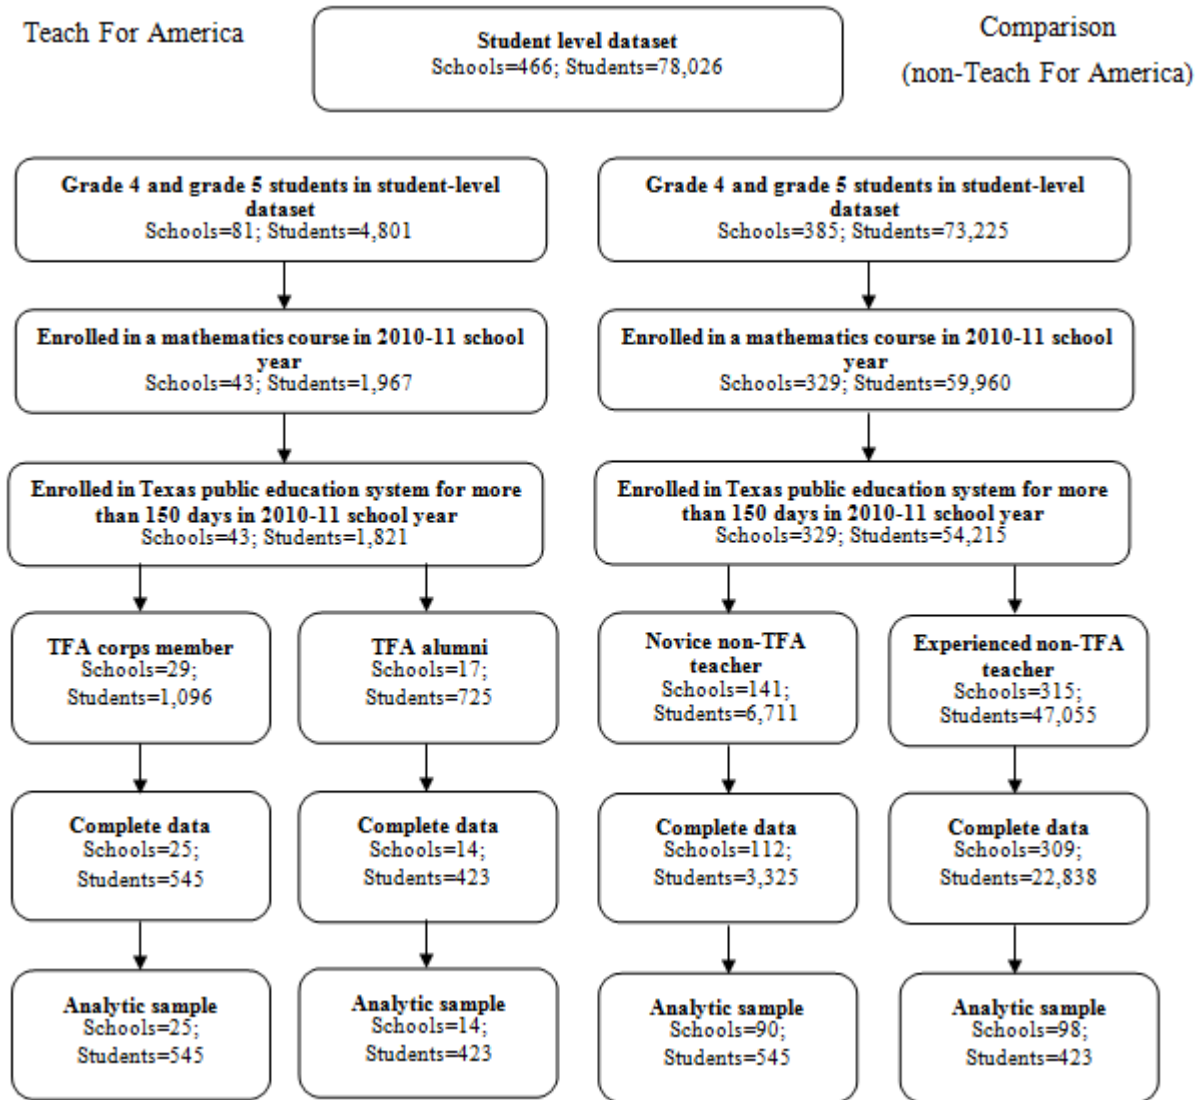 Teach For America
Student level dataset
Schools=466; Students=78,026
Comparison
(non-Teach For America)
Grade 4 and grade 5 students in student-level
dataset
Schools=81; Students=4,801
Grade 4 and grade 5 students in student-level
dataset
Schools=385; Students=73,225
Enrolled in a mathematics course in 2010-11 school
year
Schools=43; Students=1,967
Enrolled in a mathematics course in 2010-11 school
year
Schools=329; Students=59,960
Enrolled in Texas public education system for more
than 150 days in 2010-11 school year
Schools=43; Students=1,821
Enrolled in Texas public education system for more
than 150 days in 2010-11 school year
Schools=329; Students=54,215
TFA corps member
Schools=29;
Students=1,096
TFA alumni
Schools=17;
Students=725
Novice non-TFA
teacher
Schools=141;
Students=6,711
Experienced non-TFA
teacher
Schools=315;
Students=47,055
Complete data
Schools=25;
Students=545
Complete data
Schools=14;
Students=423
Complete data
Schools=112;
Students=3,325
Complete data
Schools=309;
Students=22,838
Analytic sample
Schools=25;
Students=545
Analytic sample
Schools=14;
Students=423
Analytic sample
Schools=90;
Students=545
Analytic sample
Schools=98;
Students=423